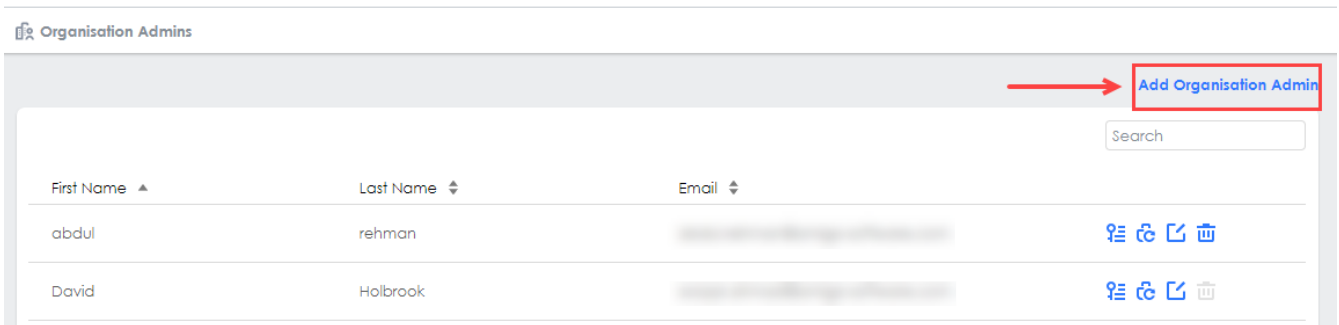 Organisation Admins
Add Organisation Admin
Search
First Name Last Name Email
abdul rehman
David Holbrook